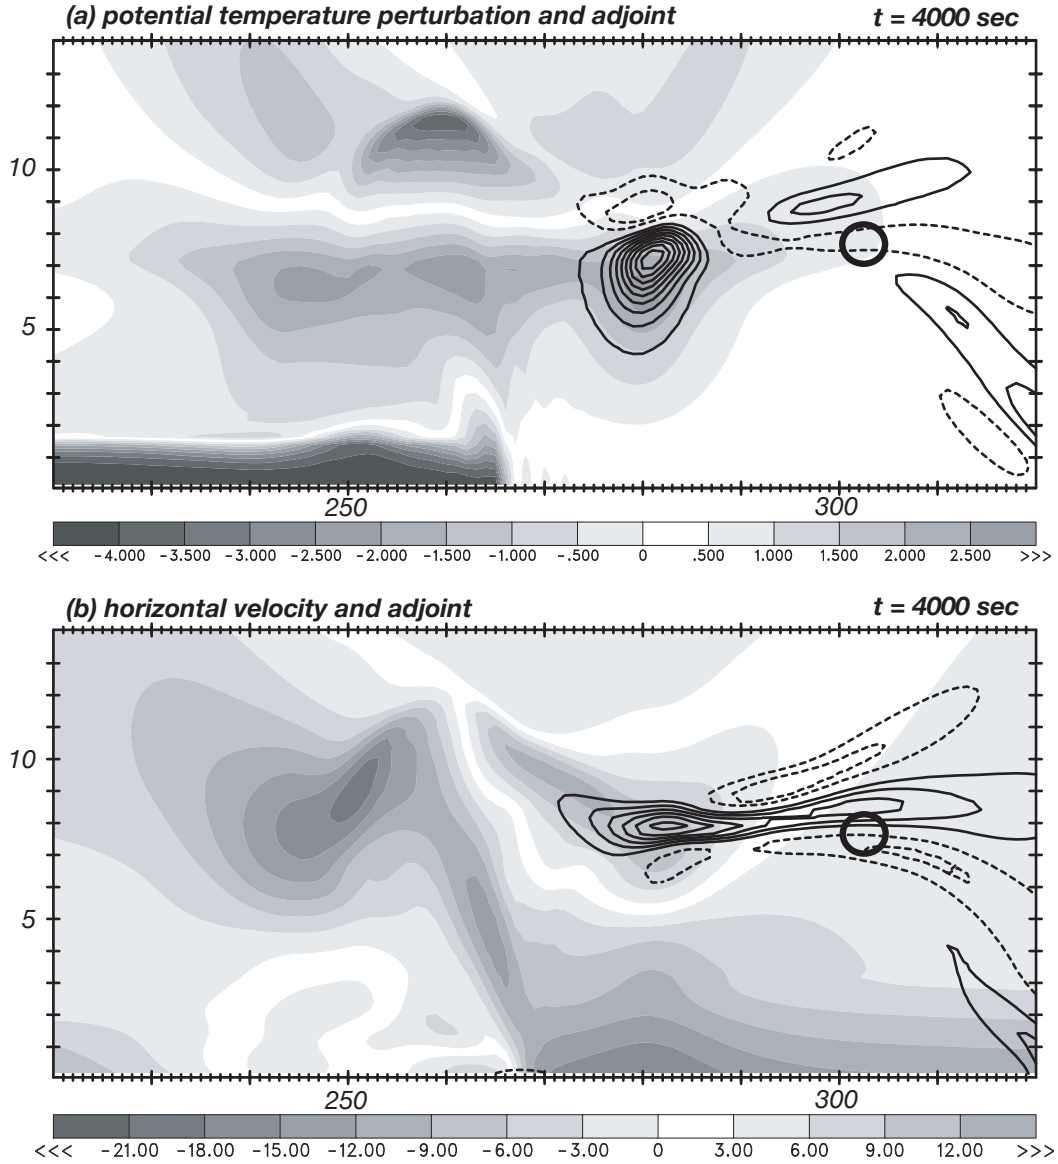 (a) potential temperature perturbation and adjoint t = 4000 sec
10
5
250 300
<<< -4.000 -3.500 -3.000 -2.500 -2.000 -1.500 -1.000 -.500 0 .500 1.000 1.500 2.000 2.500 >>>
(b) horizontal velocity and adjoint t = 4000 sec
10
5
250 300
<<< -21.00 -18.00 -15.00 -12.00 -9.00 -6.00 -3.00 0 3.00 6.00 9.00 12.00 >>>